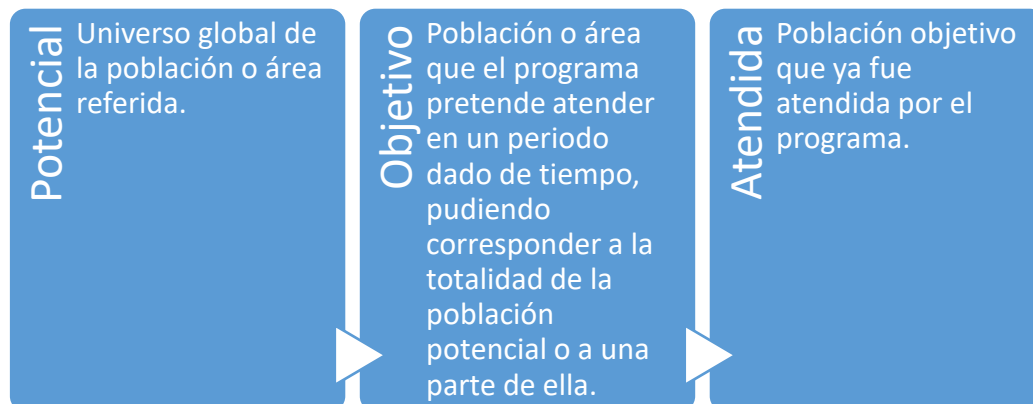 Potencial
Universo global de
la población o área
referida.
Objetivo
Población o área
que el programa
pretende atender
en un periodo
dado de tiempo,
pudiendo
corresponder a la
totalidad de la
población
potencial o a una
parte de ella.
Atendida
Población objetivo
que ya fue
atendida por el
programa.